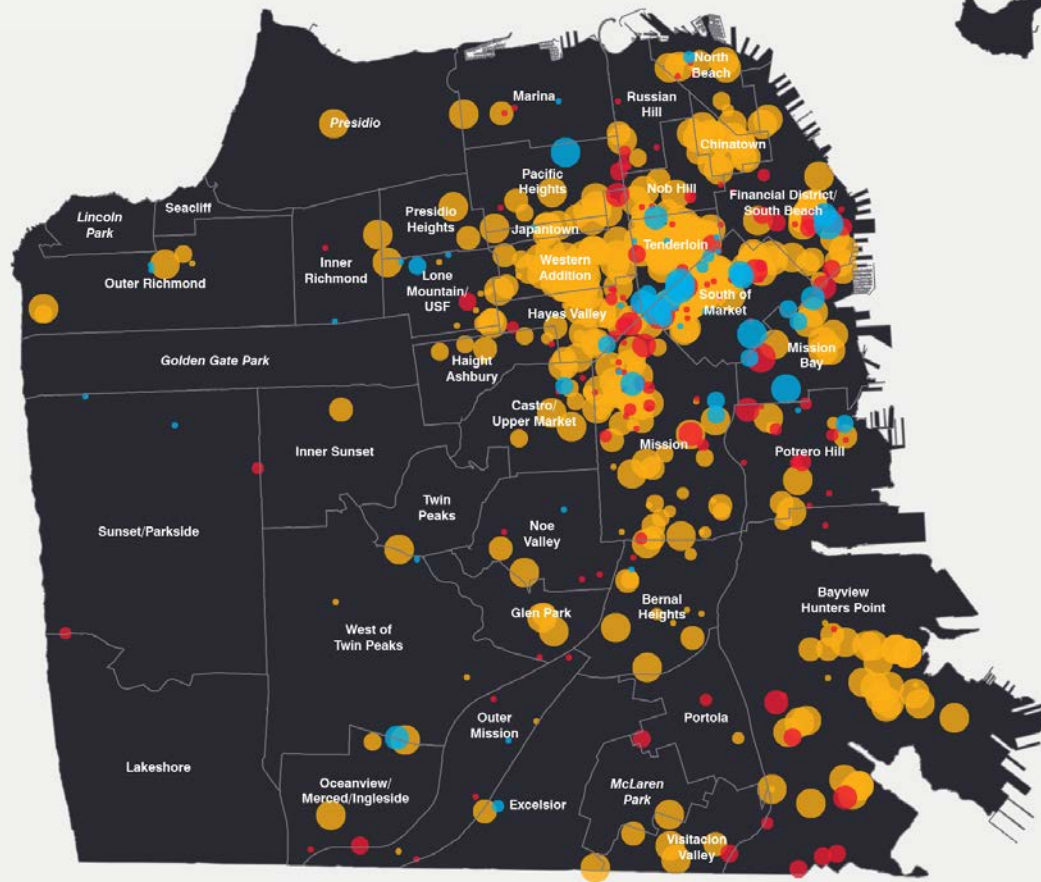 North
Beach
Marina
Russian
Hill
Presidio
Chinatown
Pacific
Heights
Nob Hill
Financial District/
South Beach
Seacliff
Lincoln
Park
Presidio
Heights
Japantown
Tenderloin
Inner
Richmond
Lone
Mountain/
USF
Western
Addition
Outer Richmond
South of
Market
Hayes Valley
Golden Gate Park
Haight
Ashbury
Mission
Bay
Castro/
Upper Market
Inner Sunset
Mission
Potrero Hill
Twin
Peaks
Sunset/Parkside
Noe
Valley
Bayview
Hunters Point
Glen Park
Bernal
Heights
West of
Twin Peaks
Outer
Mission
Portola
Lakeshore
Oceanview/
Merced/Ingleside
McLaren
Park
Excelsior
Visitacion
Valley